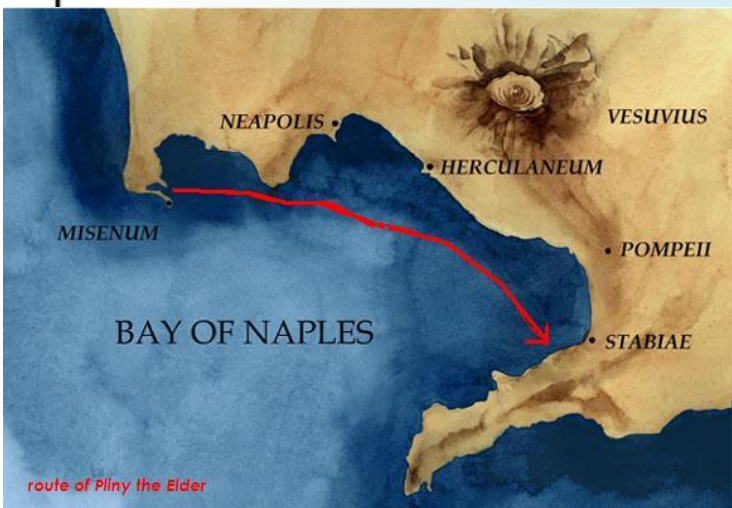 NEAPOLIS
VESUVIUS
HERCULANEUM
MISENUM
POMPEII
BAY OF NAPLES
STABIAE
route of Pliny the Elder